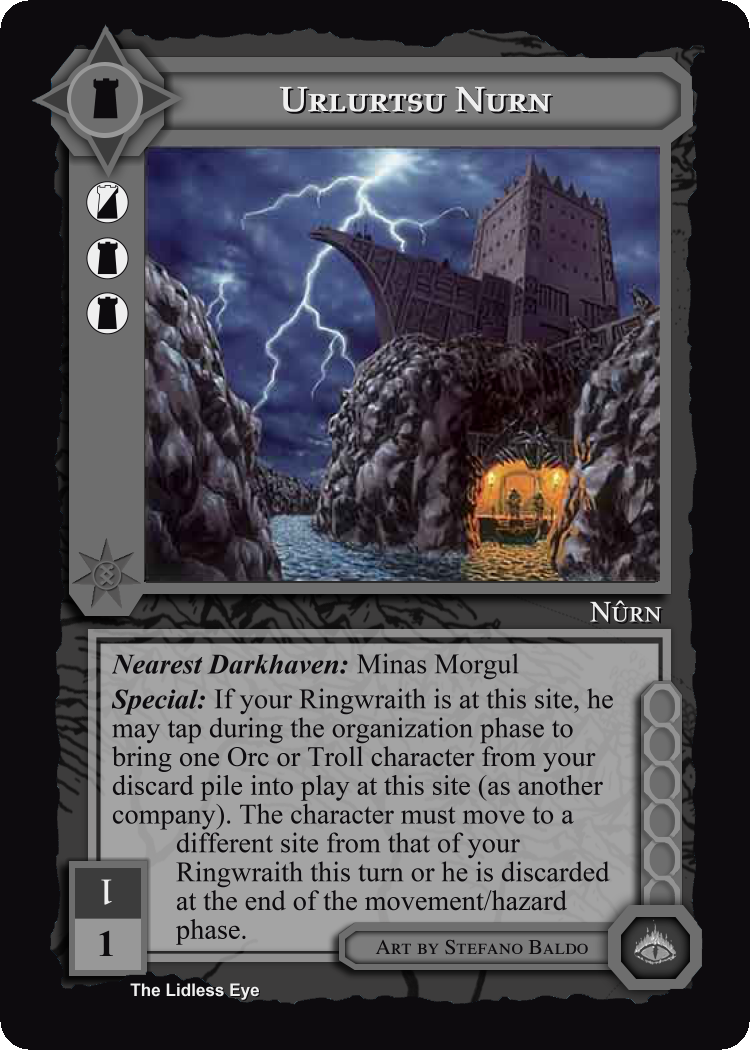 Urlurtsu Nurn
Nûrn
Nearest Darkhaven: Minas Morgul
Special: If your Ringwraith is at this site, he
may tap during the organization phase to
bring one Orc or Troll character from your
discard pile into play at this site (as another
company). The character must move to a
different site from that of your
Ringwraith this turn or he is discarded
at the end of the movement/hazard
phase.
1
1
Art by Stefano Baldo
The Lidless Eye